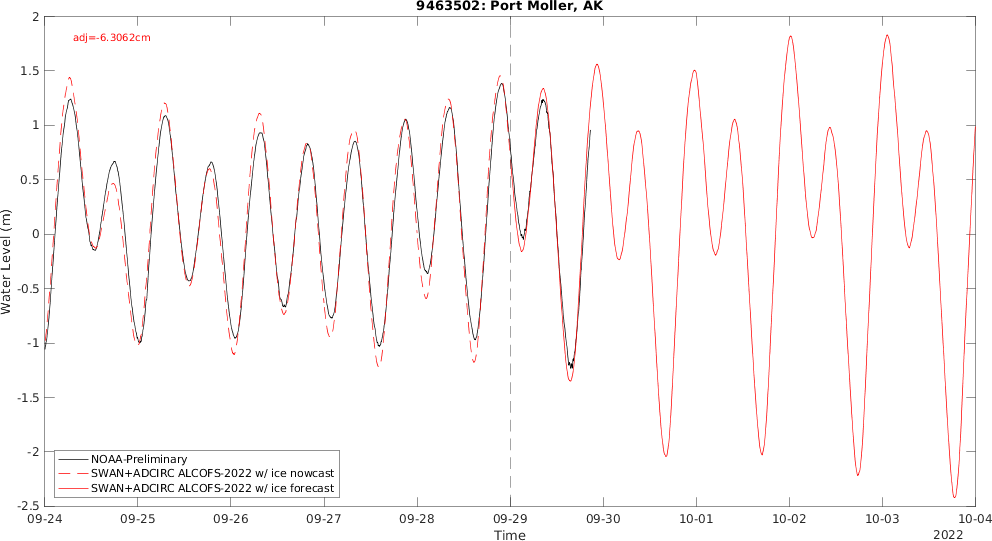 9463502: Port Moller, AK
adj=-6.3062cm
Water Level (m)
2
1.5
1
0.5
0
-0.5
-1
-1.5
-2
-2.5
NOAA-Preliminary
SWAN+ADCIRC ALCOFS-2022 w/ ice nowcast
SWAN+ADCIRC ALCOFS-2022 w/ ice forecast
09-24 09-25 09-26 09-27 09-28 09-29 09-30 10-01 10-02 10-03 10-04
Time
2022